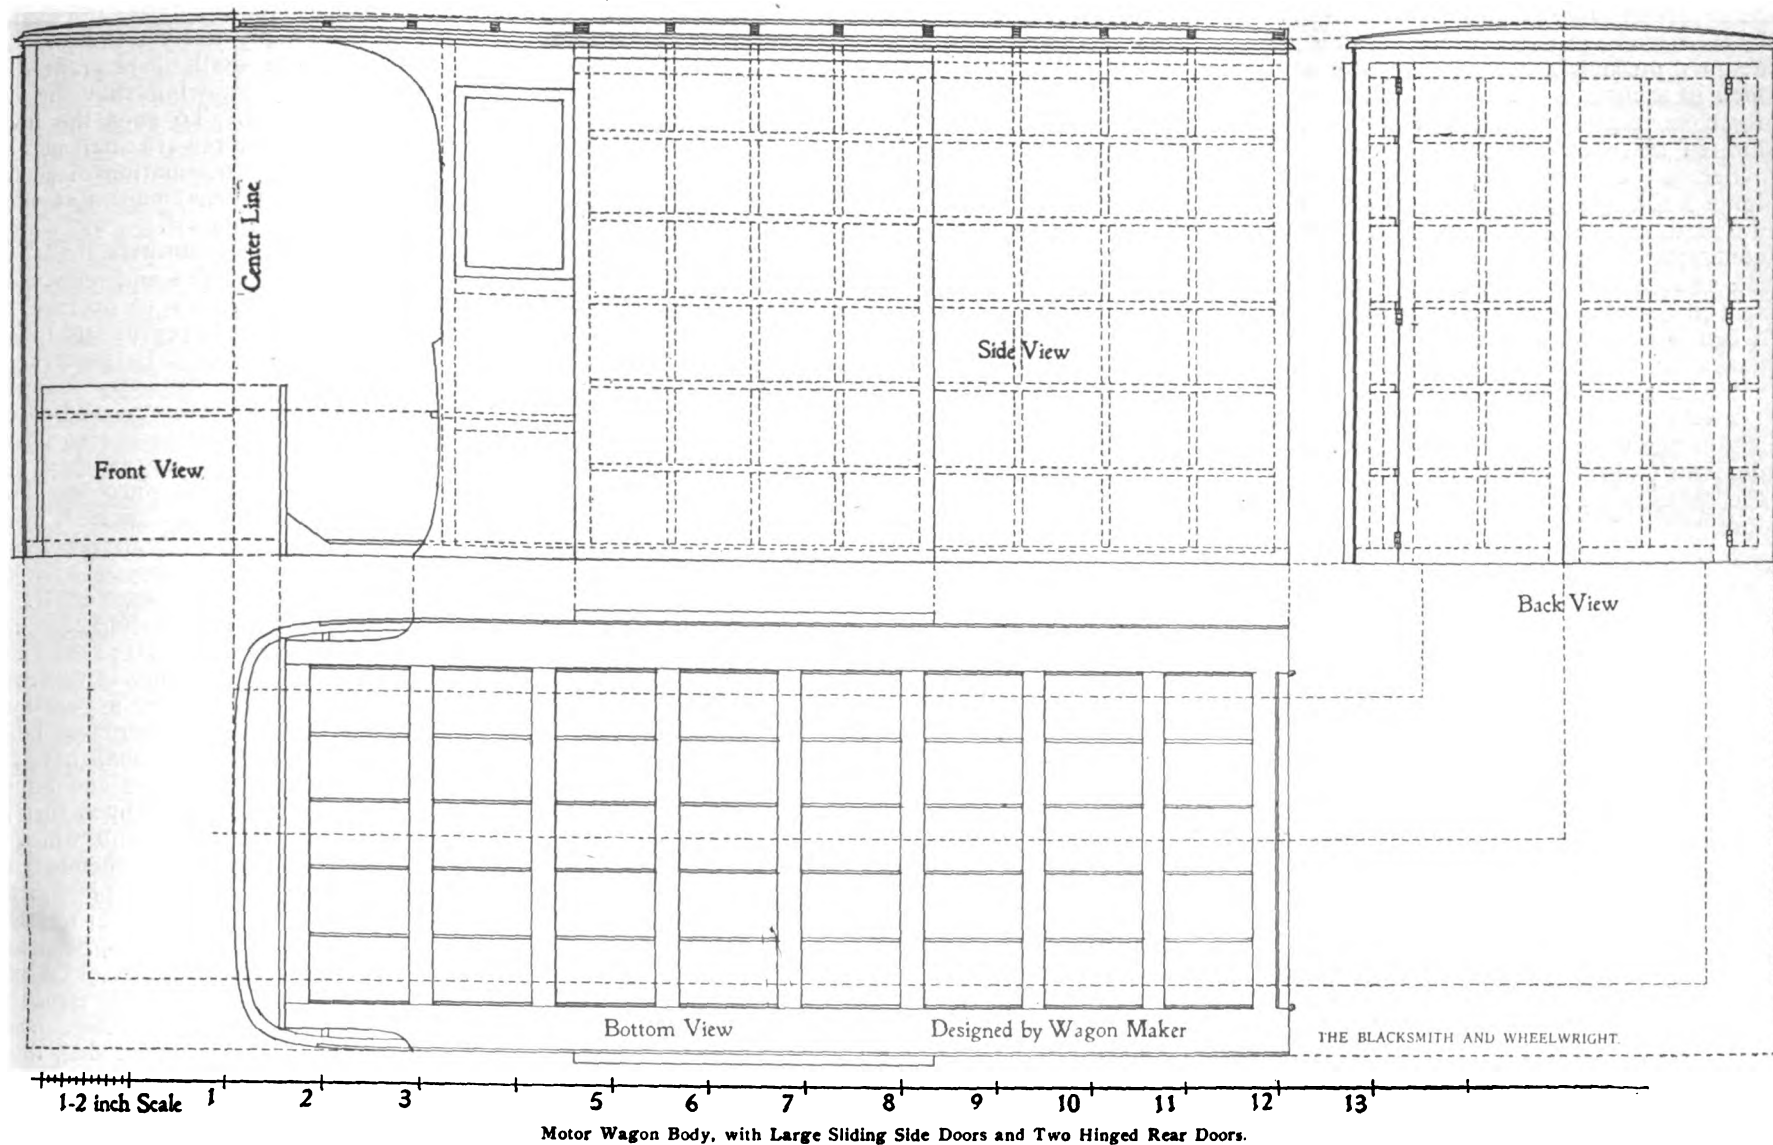 Center Line
Side View
Front View.
Back View
Bottom View
Designed by Wagon Maker
THE BLACKSMITH AND WHEELWRIGHT.
1-2 inch Scale 1 2 3 5 6 7 8 9 10 11 12 13
Motor Wagon Body, with Large Sliding Side Doors and Two Hinged Rear Doors.